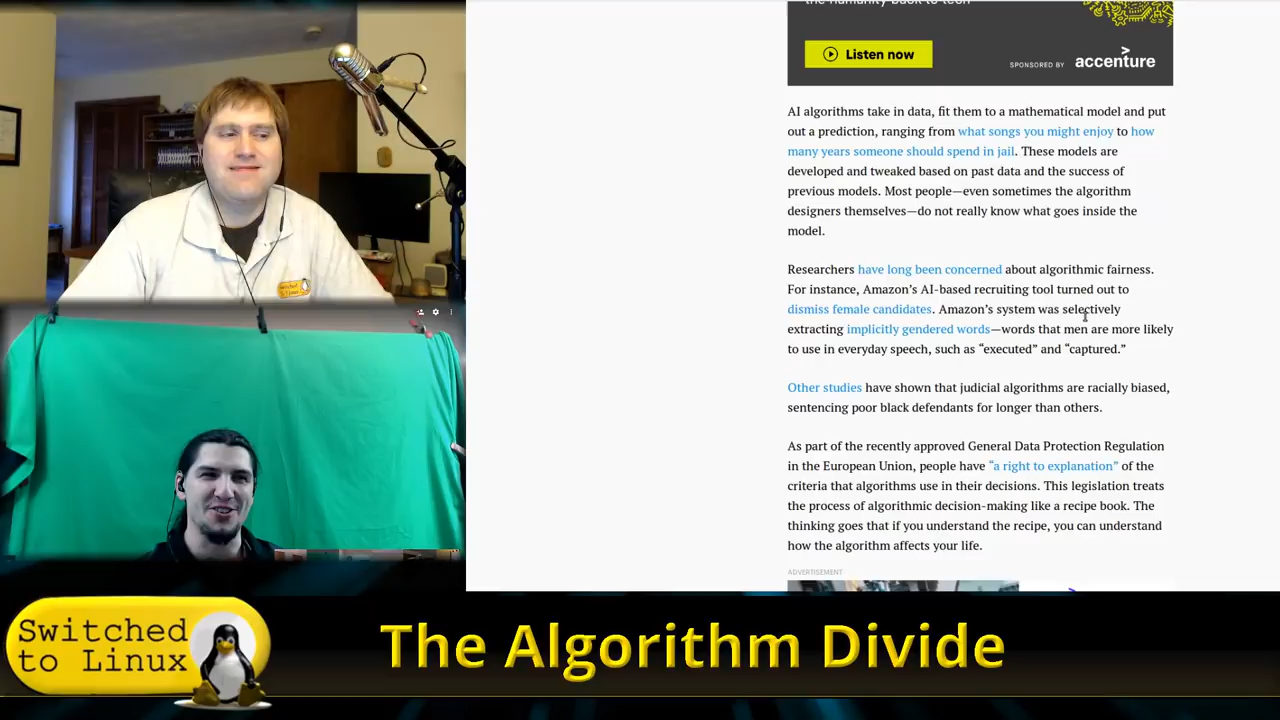 the humanity back to tech
Listen now
SPONSORED BY accenture
AI algorithms take in data, fit them to a mathematical model and put
out a prediction, ranging from what songs you might enjoy to how
many years someone should spend in jail. These models are
developed and tweaked based on past data and the success of
previous models. Most people—even sometimes the algorithm
designers themselves—do not really know what goes inside the
model.
Researchers have long been concerned about algorithmic fairness.
For instance, Amazon’s AI-based recruiting tool turned out to
dismiss female candidates. Amazon’s system was selectively
extracting implicitly gendered words—words that men are more likely
to use in everyday speech, such as “executed” and “captured.”
Other studies have shown that judicial algorithms are racially biased,
sentencing poor black defendants for longer than others.
As part of the recently approved General Data Protection Regulation
in the European Union, people have “a right to explanation” of the
criteria that algorithms use in their decisions. This legislation treats
the process of algorithmic decision-making like a recipe book. The
thinking goes that if you understand the recipe, you can understand
how the algorithm affects your life.
ADVERTISEMENT
Switched
to Linux
The Algorithm Divide